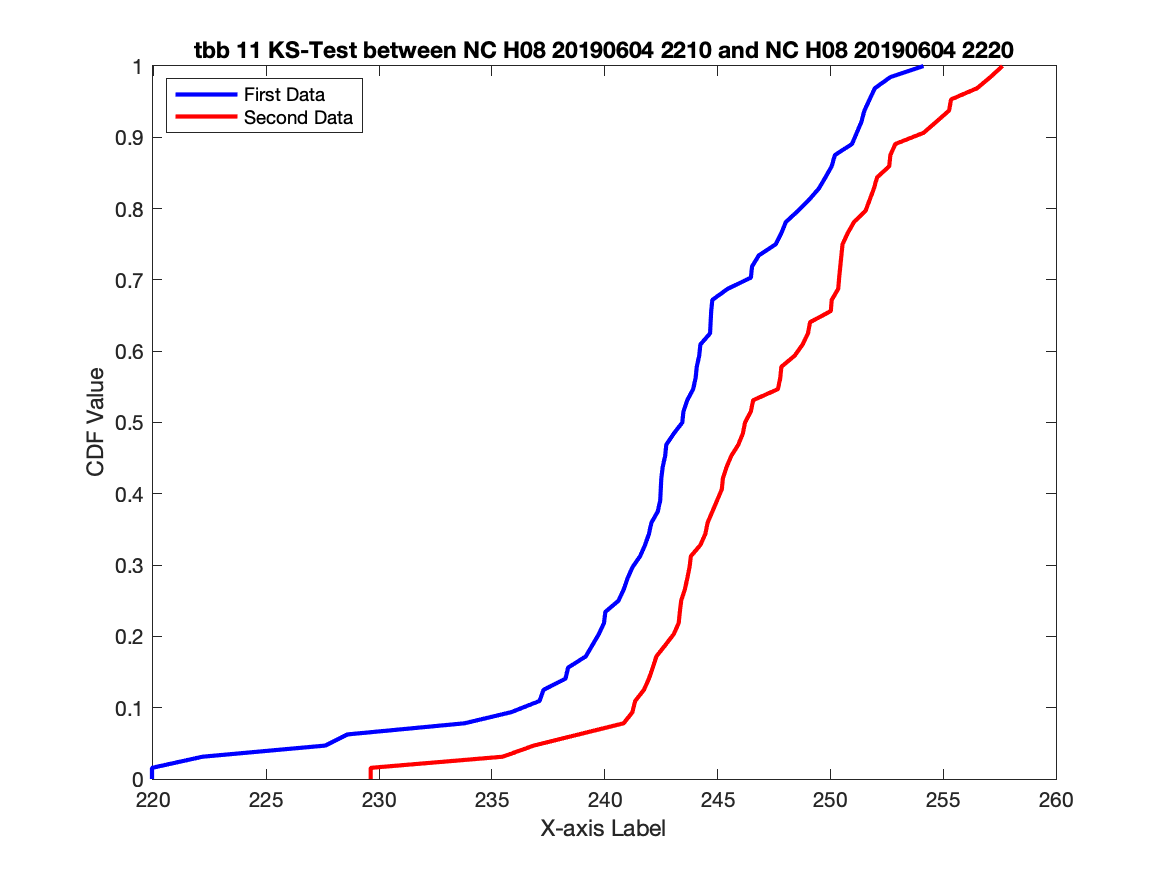 tbb 11 KS-Test between NC H08 20190604 2210 and NC H08 20190604 2220
First Data
Second Data
CDF Value
1
0.9
0.8
0.7
0.6
0.5
0.4
0.3
0.2
0.1
0
220 225 230 235 240 245 250 255 260
X-axis Label